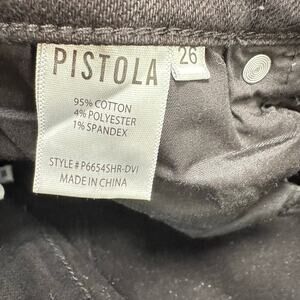 PISTOLA 26
95% COTTON
4% POLYESTER
1% SPANDEX
STYLE # P6654SHR-DVI
MADE IN CHINA